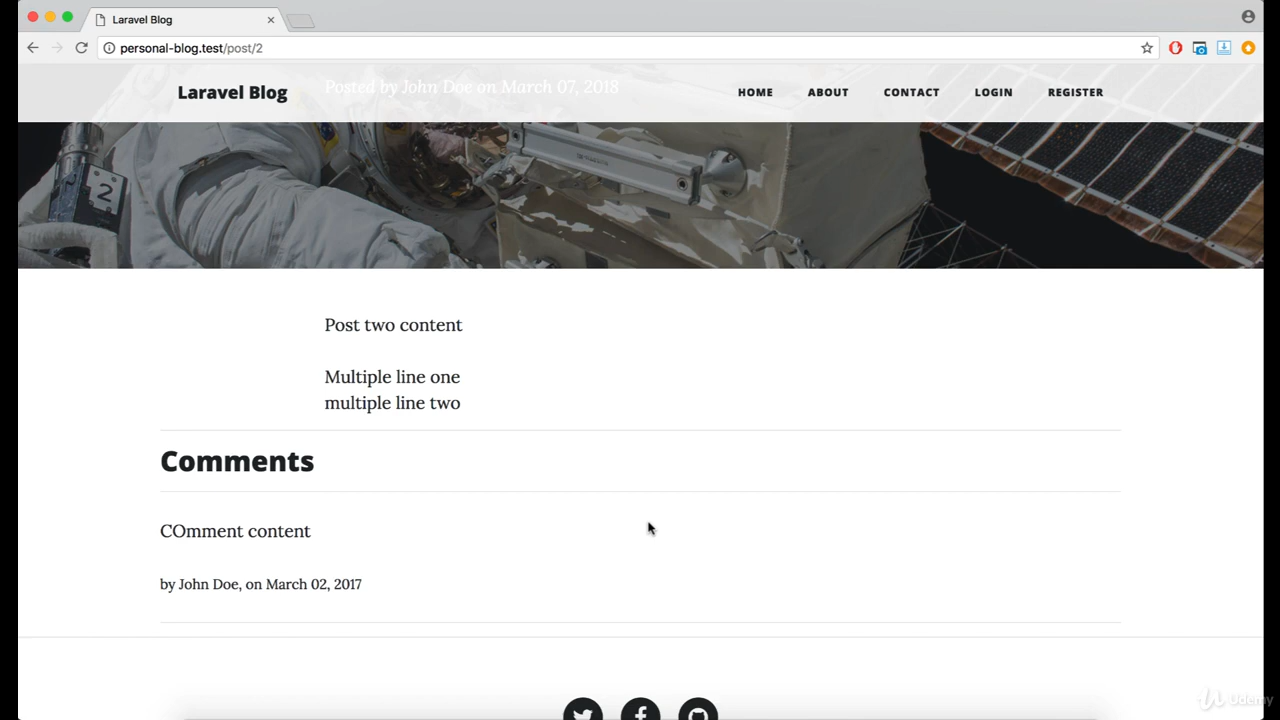 Laravel Blog
personal-blog.test/post/2
Laravel Blog
Posted by John Doe on March 07, 2018
HOME ABOUT CONTACT LOGIN REGISTER
2
Post two content
Multiple line one
multiple line two
Comments
COmment content
by John Doe, on March 02, 2017
Udemy